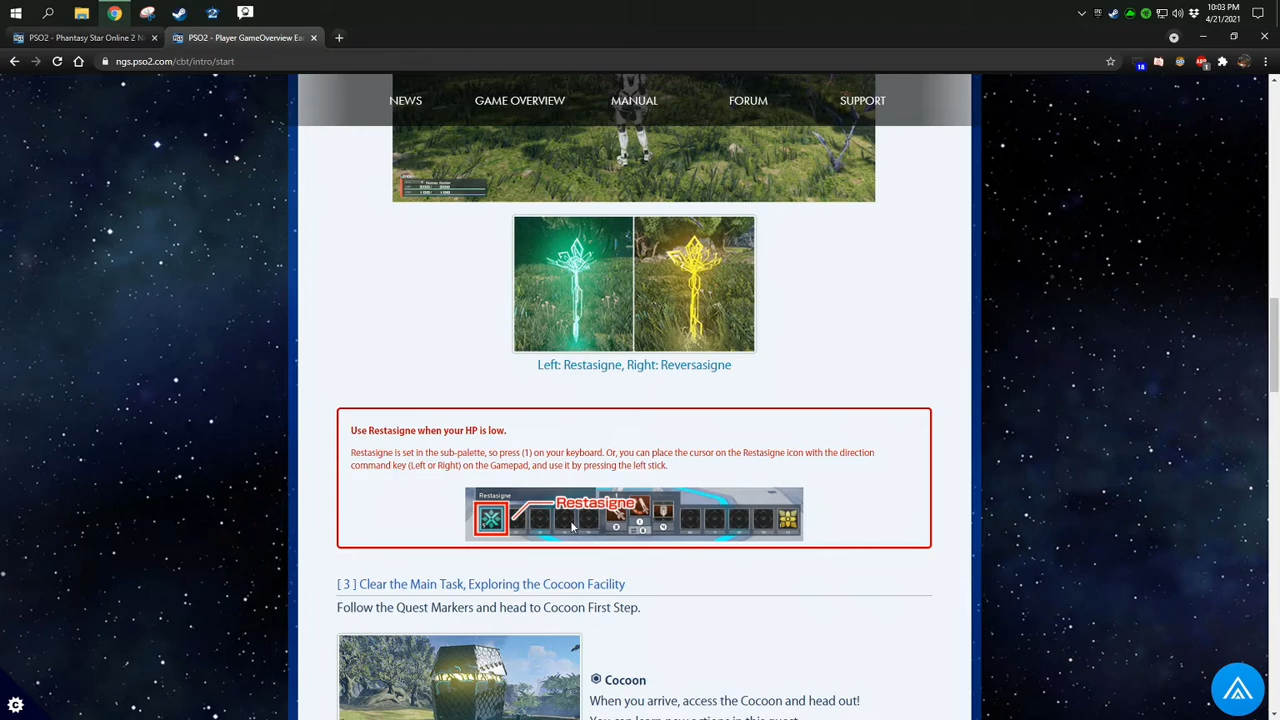 10:03 PM
4/21/2021
PSO2 - Phantasy Star Online 2 N
PSO2 - Player GameOverview Ea
ngs.pso2.com/cbt/intro/start
18
1
NEWS
GAME OVERVIEW
MANUAL
FORUM
SUPPORT
Left: Restasigne, Right: Reversasigne
Use Restasigne when your HP is low.
Restasigne is set in the sub-palette, so press (1) on your keyboard. Or, you can place the cursor on the Restasigne icon with the direction
command key (Left or Right) on the Gamepad, and use it by pressing the left stick.
Restasigne
Restasigne
[ 3 ] Clear the Main Task, Exploring the Cocoon Facility
Follow the Quest Markers and head to Cocoon First Step.
Cocoon
When you arrive, access the Cocoon and head out!
You can learn new actions in this quest.